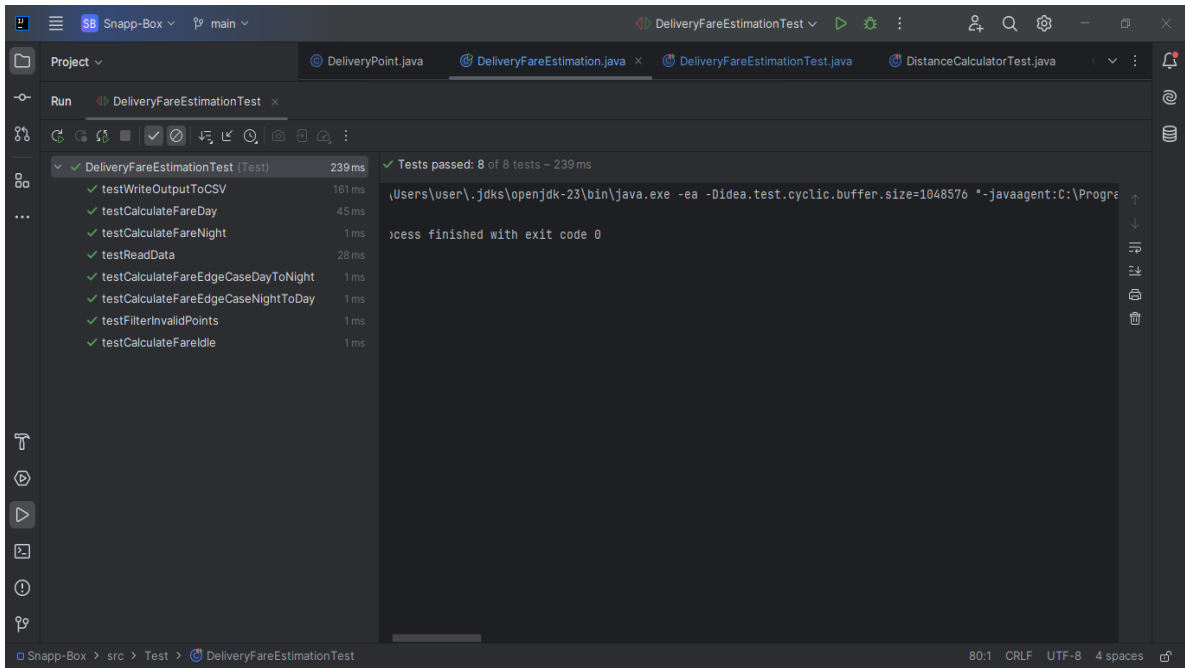 SB Snapp-Box main DeliveryFareEstimationTest
Project DeliveryPoint.java DeliveryFareEstimation.java DeliveryFareEstimationTest.java DistanceCalculatorTest.java
Run DeliveryFareEstimationTest
DeliveryFareEstimationTest (Test) 239 ms
testWriteOutputToCSV 161 ms
testCalculateFareDay 45 ms
testCalculateFareNight 1 ms
testReadData 28 ms
testCalculateFareEdgeCaseDayToNight 1 ms
testCalculateFareEdgeCaseNightToDay 1 ms
testFilterInvalidPoints 1 ms
testCalculateFareIdle 1 ms
Tests passed: 8 of 8 tests – 239 ms
\Users\user\.jdks\openjdk-23\bin\java.exe -ea -Didea.test.cyclic.buffer.size=1048576 "-javaagent:C:\Progra
ocess finished with exit code 0
Snapp-Box > src > Test > DeliveryFareEstimationTest 80:1 CRLF UTF-8 4 spaces